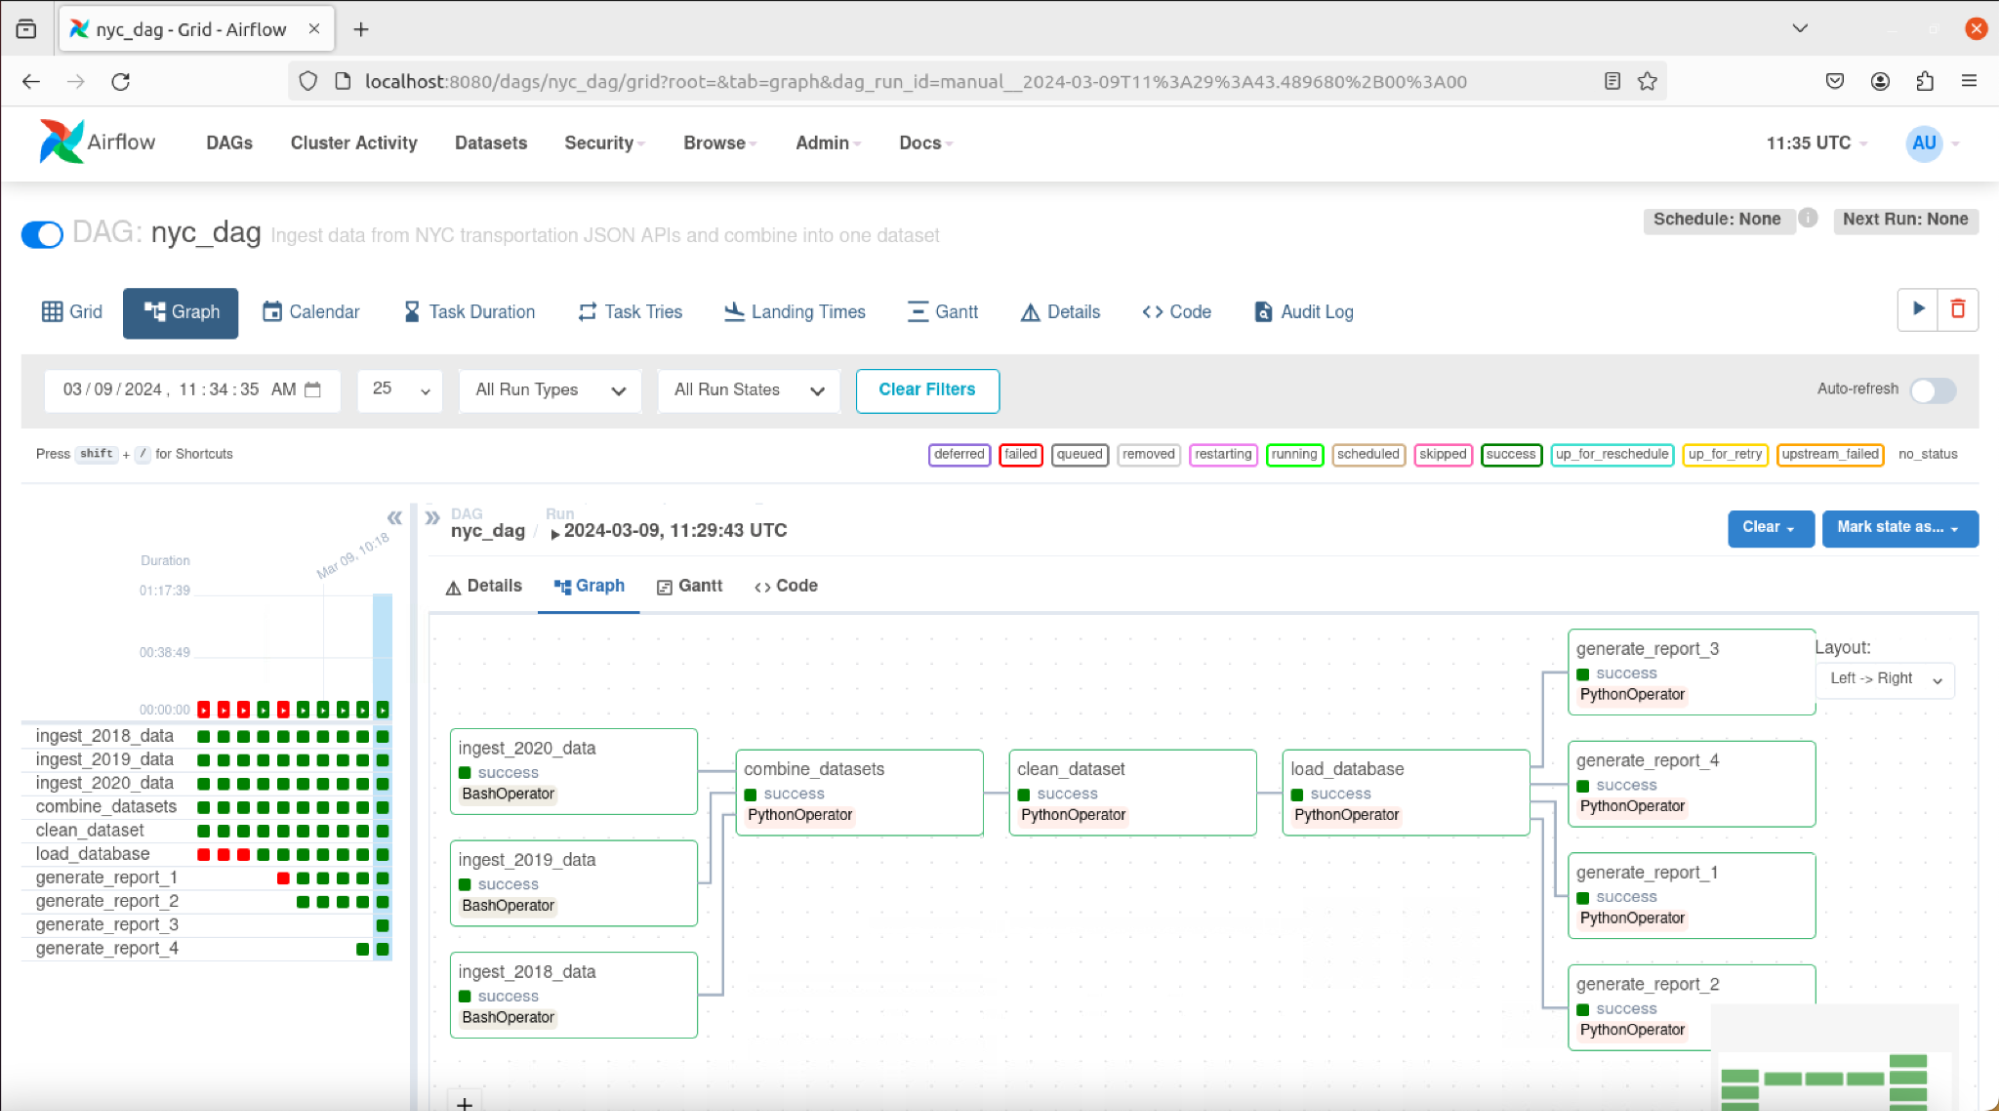 nyc_dag - Grid - Airflow
localhost:8080/dags/nyc_dag/grid?root=&tab=graph&dag_run_id=manual__2024-03-09T11%3A29%3A43.489680%2B00%3A00
Airflow DAGs Cluster Activity Datasets Security Browse Admin Docs 11:35 UTC AU
DAG: nyc_dag Ingest data from NYC transportation JSON APIs and combine into one dataset
Schedule: None Next Run: None
Grid Graph Calendar Task Duration Task Tries Landing Times Gantt Details Code Audit Log
03/09/2024, 11:34:35 AM 25 All Run Types All Run States Clear Filters Auto-refresh
Press shift + / for Shortcuts
deferred failed queued removed restarting running scheduled skipped success up_for_reschedule up_for_retry upstream_failed no_status
Mar 09, 10:18
Duration
01:17:39
00:38:49
00:00:00
ingest_2018_data
ingest_2019_data
ingest_2020_data
combine_datasets
clean_dataset
load_database
generate_report_1
generate_report_2
generate_report_3
generate_report_4
DAG Run
nyc_dag / 2024-03-09, 11:29:43 UTC
Clear Mark state as...
Details Graph Gantt Code
Layout:
Left -> Right
ingest_2020_data
success
BashOperator
ingest_2019_data
success
BashOperator
ingest_2018_data
success
BashOperator
combine_datasets
success
PythonOperator
clean_dataset
success
PythonOperator
load_database
success
PythonOperator
generate_report_3
success
PythonOperator
generate_report_4
success
PythonOperator
generate_report_1
success
PythonOperator
generate_report_2
success
PythonOperator